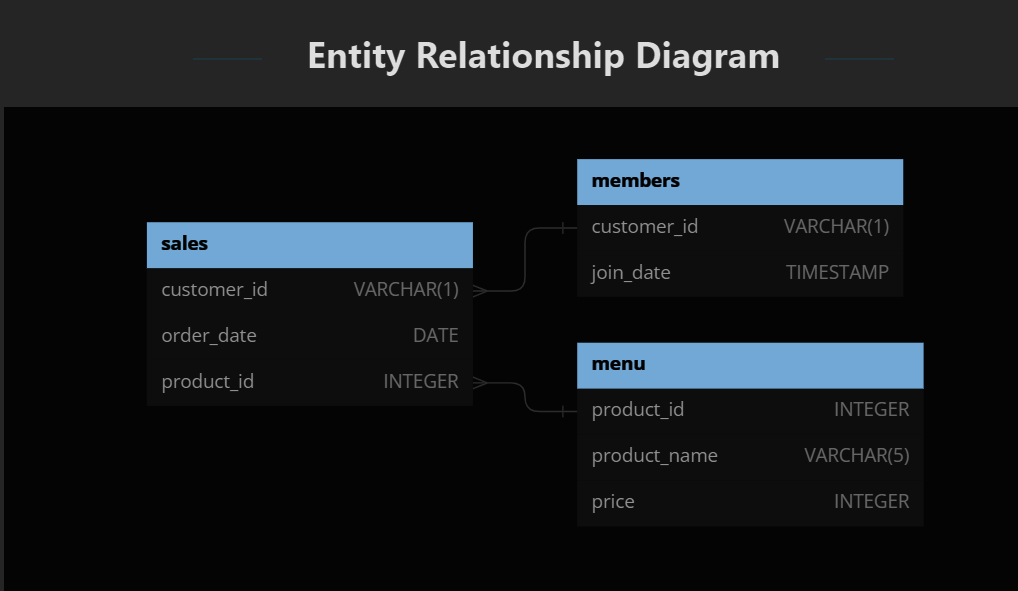 Entity Relationship Diagram
sales
customer_id VARCHAR(1)
order_date DATE
product_id INTEGER
members
customer_id VARCHAR(1)
join_date TIMESTAMP
menu
product_id INTEGER
product_name VARCHAR(5)
price INTEGER